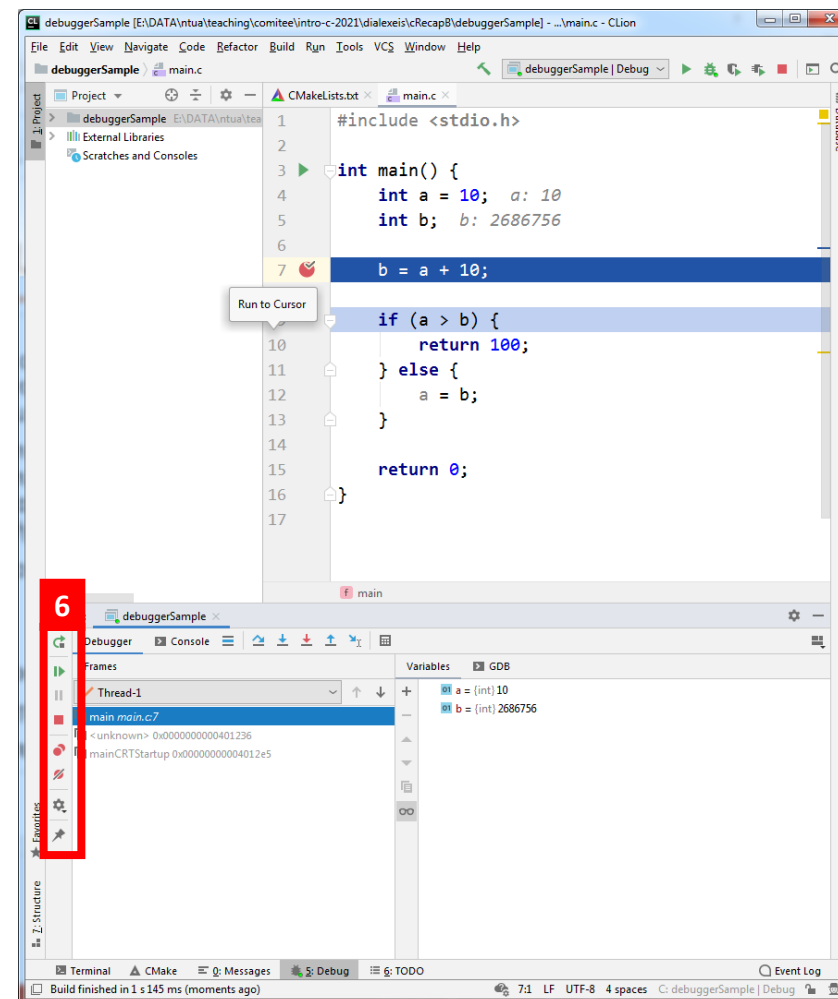 debuggerSample [E:\DATA\ntua\teaching\comitee\intro-c-2021\dialexeis\cRecapB\debuggerSample] - ...\main.c - CLion
File Edit View Navigate Code Refactor Build Run Tools VCS Window Help
debuggerSample main.c debuggerSample | Debug
1: Project
Project CMakeLists.txt main.c
debuggerSample E:\DATA\ntua\tea
External Libraries
Scratches and Consoles
1 #include <stdio.h>
2
3 int main() {
4 int a = 10; a: 10
5 int b; b: 2686756
6
7 b = a + 10;
Run to Cursor
if (a > b) {
10 return 100;
11 } else {
12 a = b;
13 }
14
15 return 0;
16 }
17
f main
6
debuggerSample
Debugger Console
Frames Variables GDB
Thread-1
main main.c:7
<unknown> 0x0000000000401236
mainCRTStartup 0x00000000004012e5
a = {int} 10
b = {int} 2686756
Favorites
7: Structure
Terminal CMake 0: Messages 5: Debug 6: TODO Event Log
Build finished in 1 s 145 ms (moments ago) 7:1 LF UTF-8 4 spaces C: debuggerSample | Debug